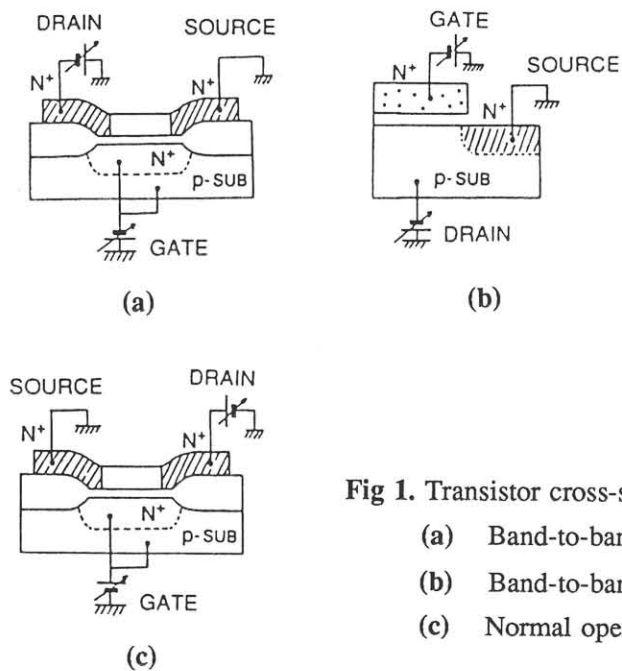 DRAIN
SOURCE
N+
N+
N+
p-SUB
GATE
(a)
GATE
N+
SOURCE
N+
p-SUB
DRAIN
(b)
SOURCE
DRAIN
N+
N+
N+
p-SUB
GATE
(c)
Fig 1. Transistor cross-s
(a) Band-to-bar
(b) Band-to-bar
(c) Normal oper